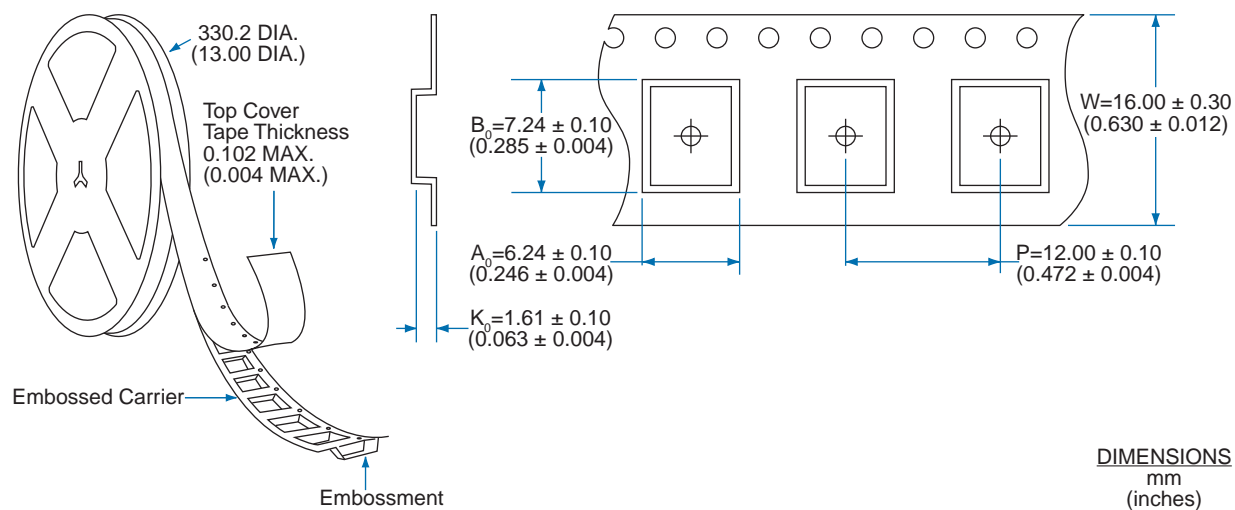 330.2 DIA.
(13.00 DIA.)
Top Cover
Tape Thickness
0.102 MAX.
(0.004 MAX.)
Embossed Carrier
Embossment
B₀=7.24 ± 0.10
(0.285 ± 0.004)
A₀=6.24 ± 0.10
(0.246 ± 0.004)
K₀=1.61 ± 0.10
(0.063 ± 0.004)
W=16.00 ± 0.30
(0.630 ± 0.012)
P=12.00 ± 0.10
(0.472 ± 0.004)
DIMENSIONS
mm
(inches)